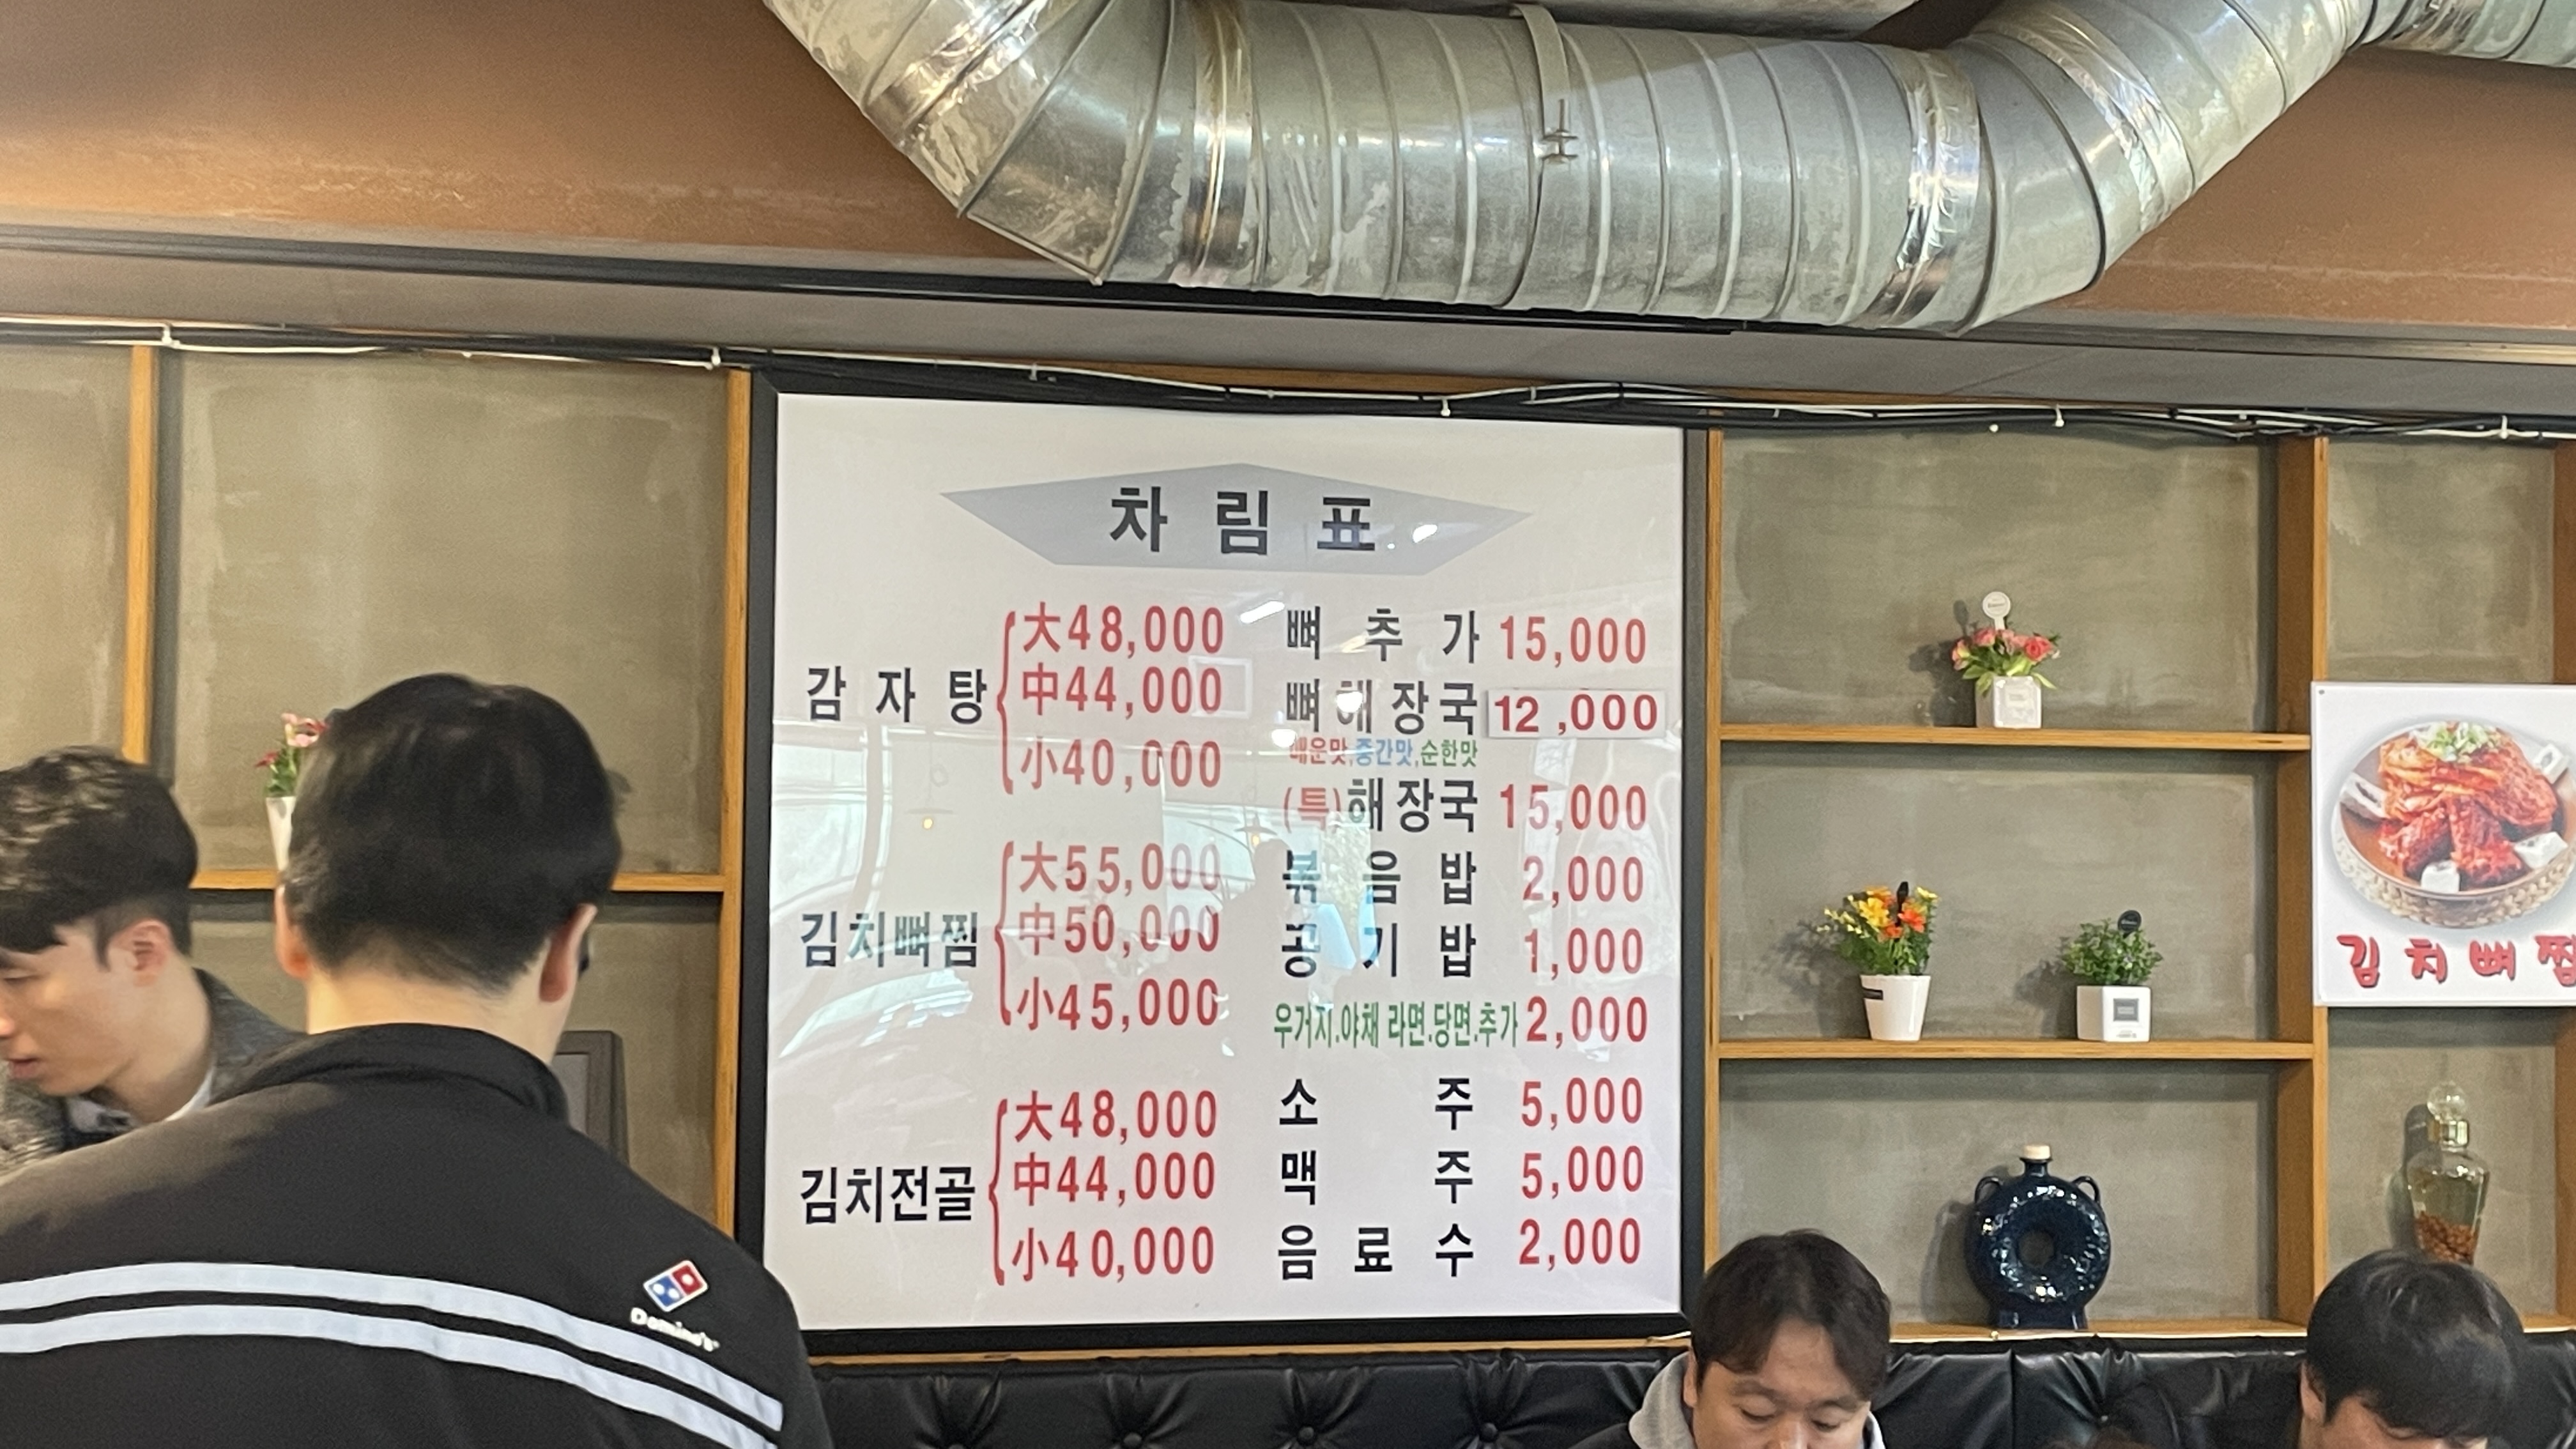 차림표
감자탕
大48,000
中44,000
小40,000
김치뼈찜
大55,000
中50,000
小45,000
김치전골
大48,000
中44,000
小40,000
뼈추가 15,000
뼈해장국 12,000
매운맛,중간맛,순한맛
(특)해장국 15,000
볶음밥 2,000
공기밥 1,000
우거지.야채 라면.당면.추가 2,000
소주 5,000
맥주 5,000
음료수 2,000
김치뼈찜
Domino's